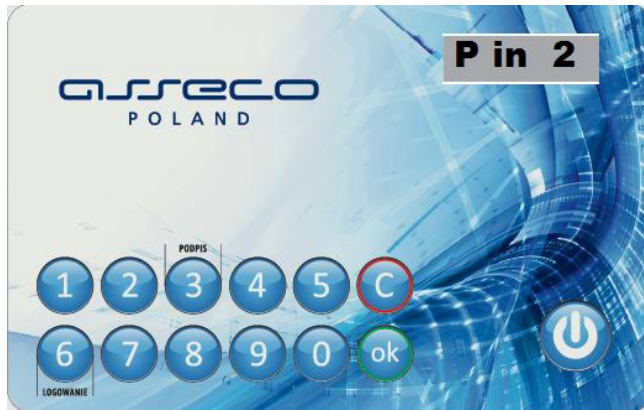 P in 2
asseco
POLAND
PODPIS
1 2 3 4 5 C
6 7 8 9 0 ok
LOGOWANIE